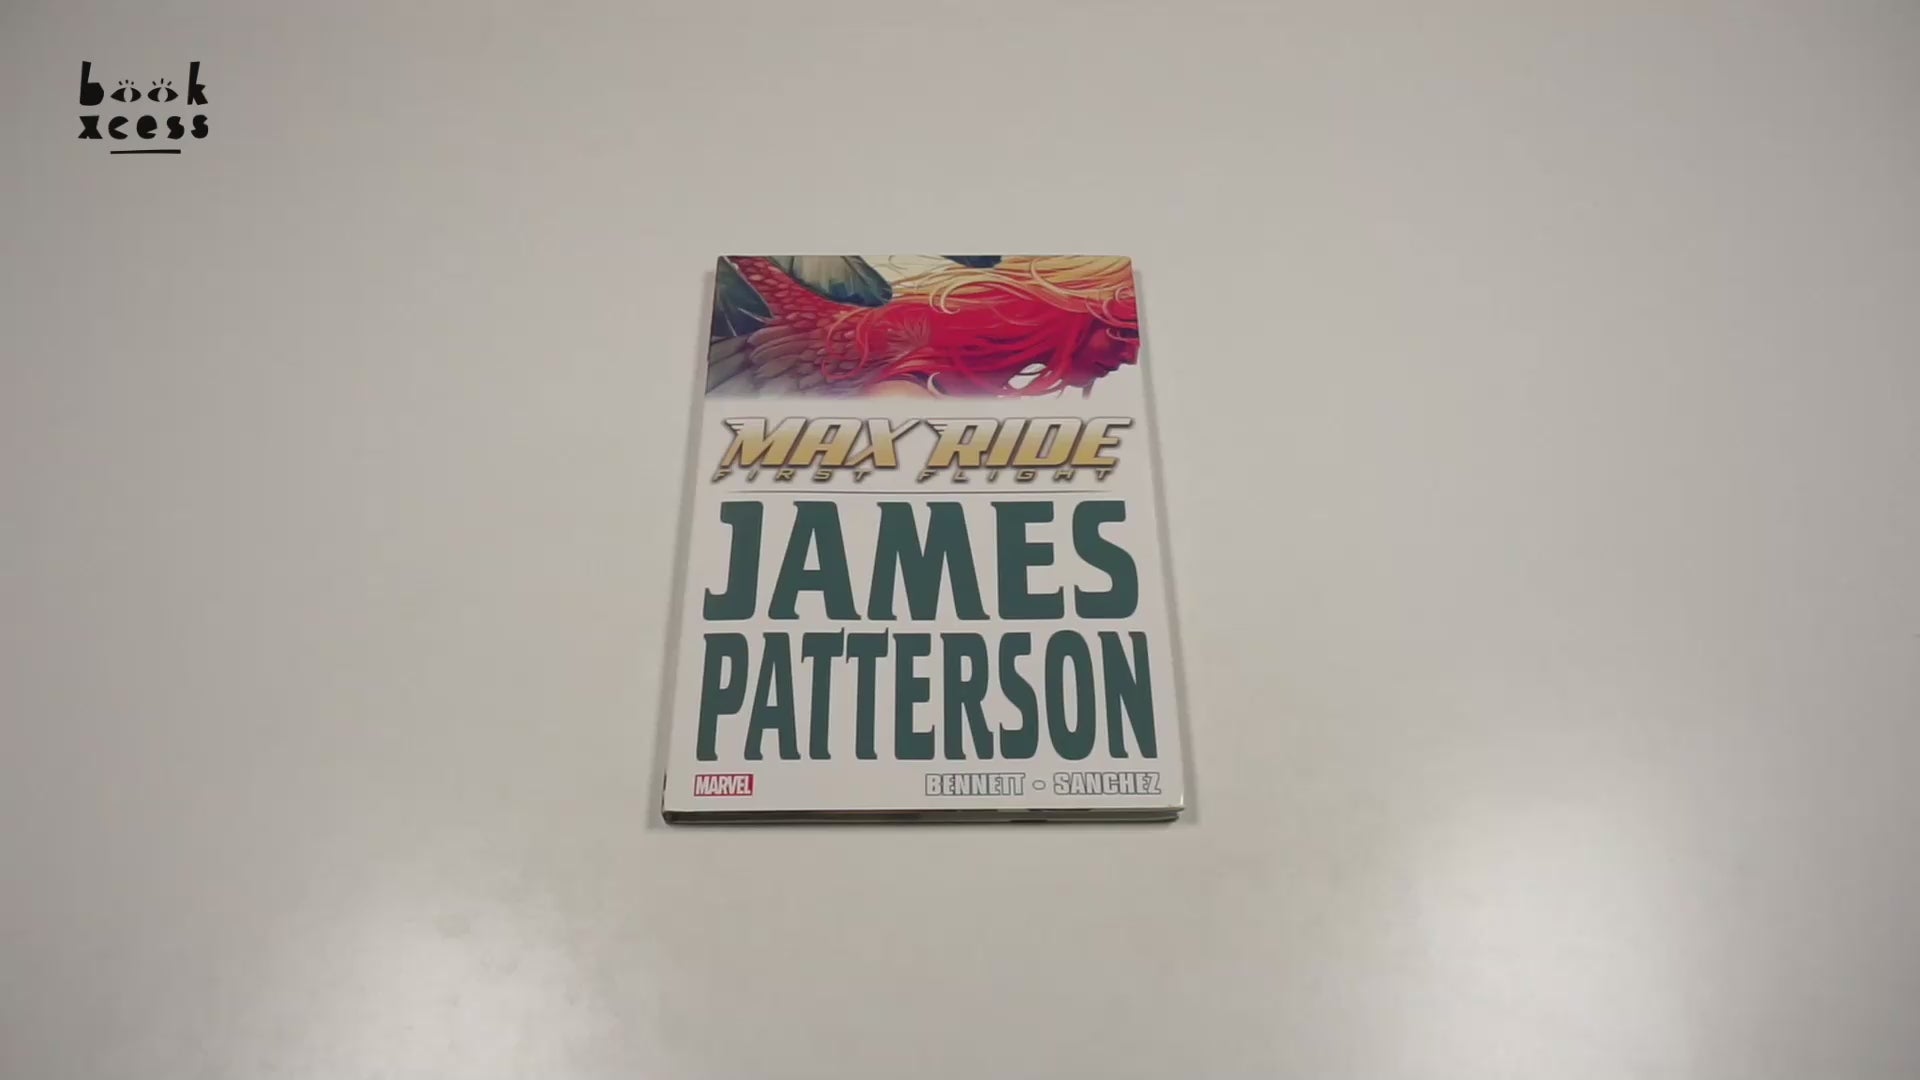 book
xcess
MAX RIDE
FIRST FLIGHT
JAMES
PATTERSON
MARVEL
BENNETT - SANCHEZ